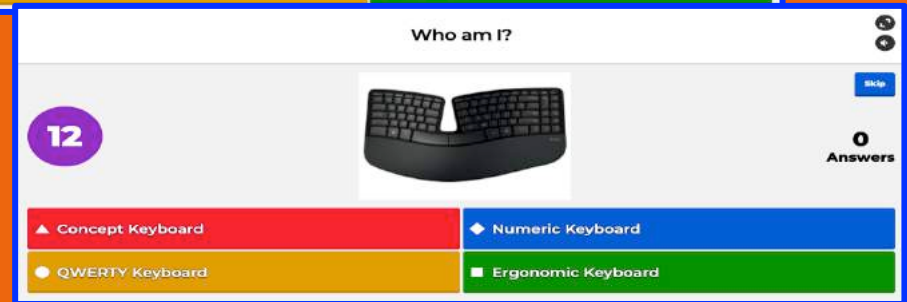 Who am I?
Skip
12
0
Answers
Concept Keyboard
Numeric Keyboard
QWERTY Keyboard
Ergonomic Keyboard